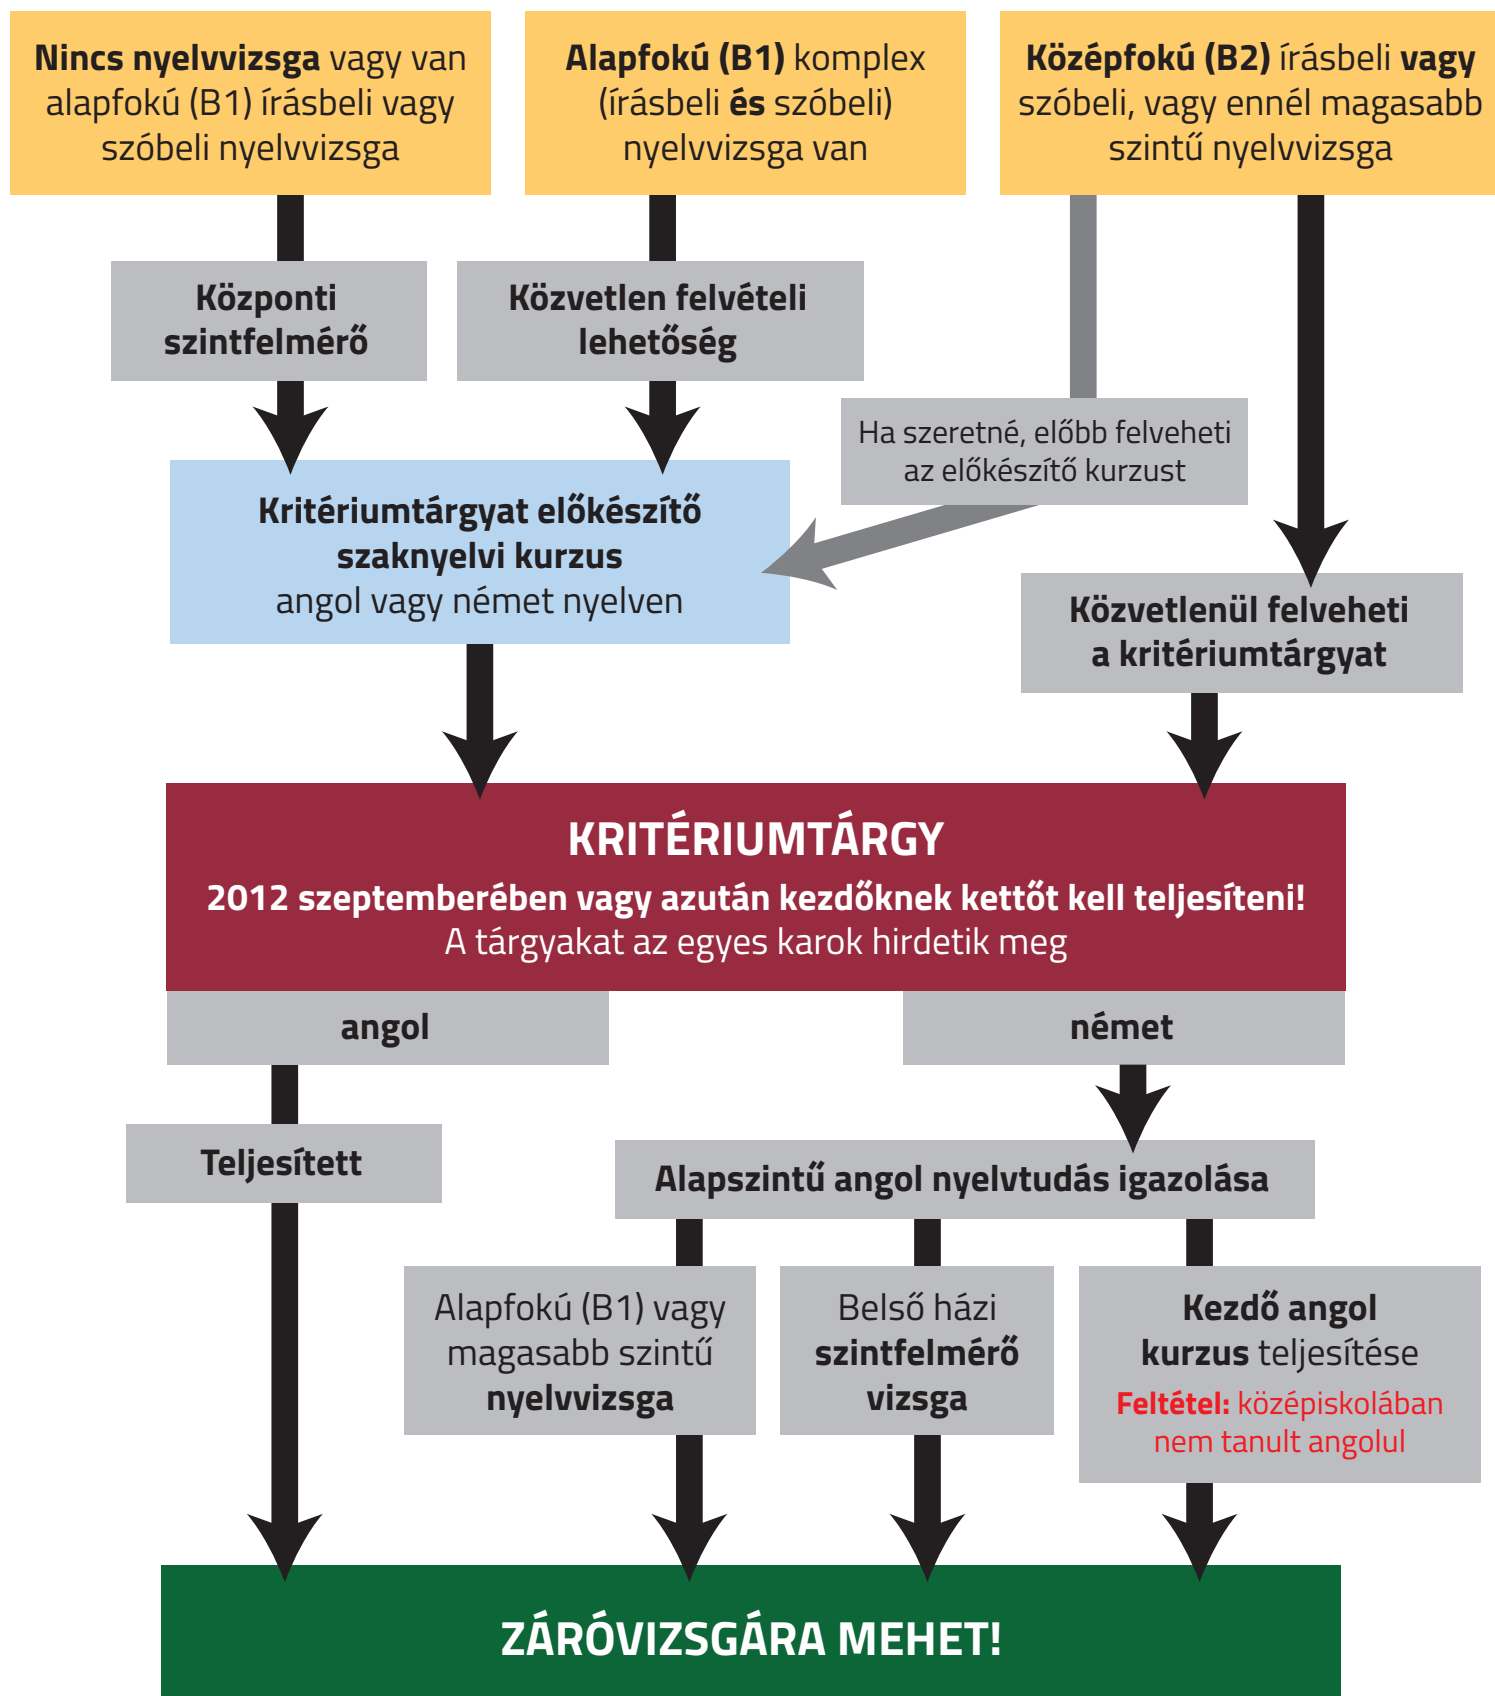 Nincs nyelvvizsga vagy van
alapfokú (B1) írásbeli vagy
szóbeli nyelvvizsga
Alapfokú (B1) komplex
(írásbeli és szóbeli)
nyelvvizsga van
Középfokú (B2) írásbeli vagy
szóbeli, vagy ennél magasabb
szintű nyelvvizsga
Központi
szintfelmérő
Közvetlen felvételi
lehetőség
Ha szeretné, előbb felveheti
az előkészítő kurzust
Kritériumtárgyat előkészítő
szaknyelvi kurzus
angol vagy német nyelven
Közvetlenül felveheti
a kritériumtárgyat
KRITÉRIUMTÁRGY
2012 szeptemberében vagy azután kezdőknek kettőt kell teljesíteni!
A tárgyakat az egyes karok hirdetik meg
angol
német
Teljesített
Alapszintű angol nyelvtudás igazolása
Alapfokú (B1) vagy
magasabb szintű
nyelvvizsga
Belső házi
szintfelmérő
vizsga
Kezdő angol
kurzus teljesítése
Feltétel: középiskolában
nem tanult angolul
ZÁRÓVIZSGÁRA MEHET!